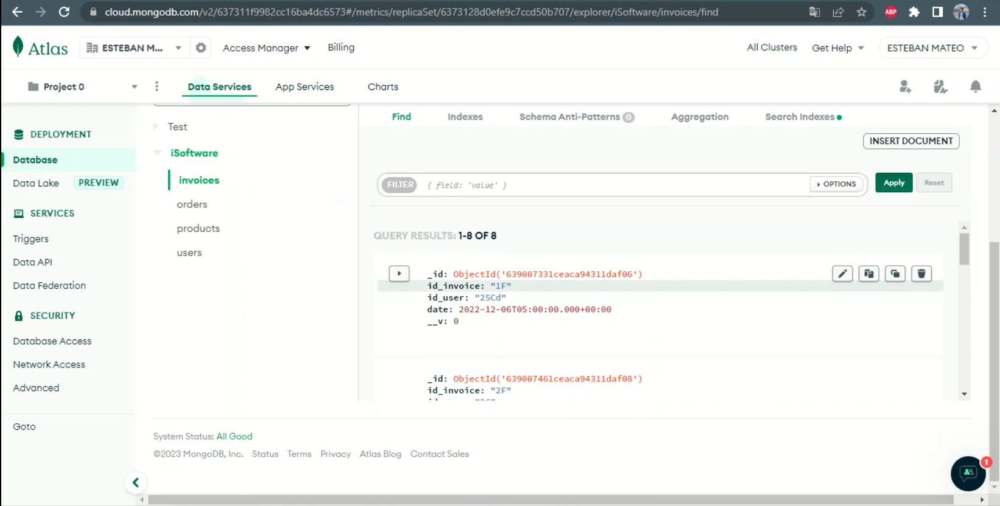 cloud.mongodb.com/v2/637311f9982cc16ba4dc6573#/metrics/replicaSet/6373128d0efe9c7ccd50b707/explorer/iSoftware/invoices/find
ABP
Atlas
ESTEBAN M...
Access Manager
Billing
All Clusters
Get Help
ESTEBAN MATEO
Project 0
Data Services
App Services
Charts
DEPLOYMENT
Database
Data Lake
PREVIEW
SERVICES
Triggers
Data API
Data Federation
SECURITY
Database Access
Network Access
Advanced
Goto
Test
iSoftware
invoices
orders
products
users
Find
Indexes
Schema Anti-Patterns 0
Aggregation
Search Indexes
INSERT DOCUMENT
FILTER
{ field: 'value' }
OPTIONS
Apply
Reset
QUERY RESULTS: 1-8 OF 8
_id: ObjectId('639007331ceaca94311daf06')
id_invoice: "1F"
id_user: "25Cd"
date: 2022-12-06T05:00:00.000+00:00
__v: 0
_id: ObjectId('639007461ceaca94311daf08')
id_invoice: "2F"
System Status: All Good
©2023 MongoDB, Inc.
Status
Terms
Privacy
Atlas Blog
Contact Sales
1